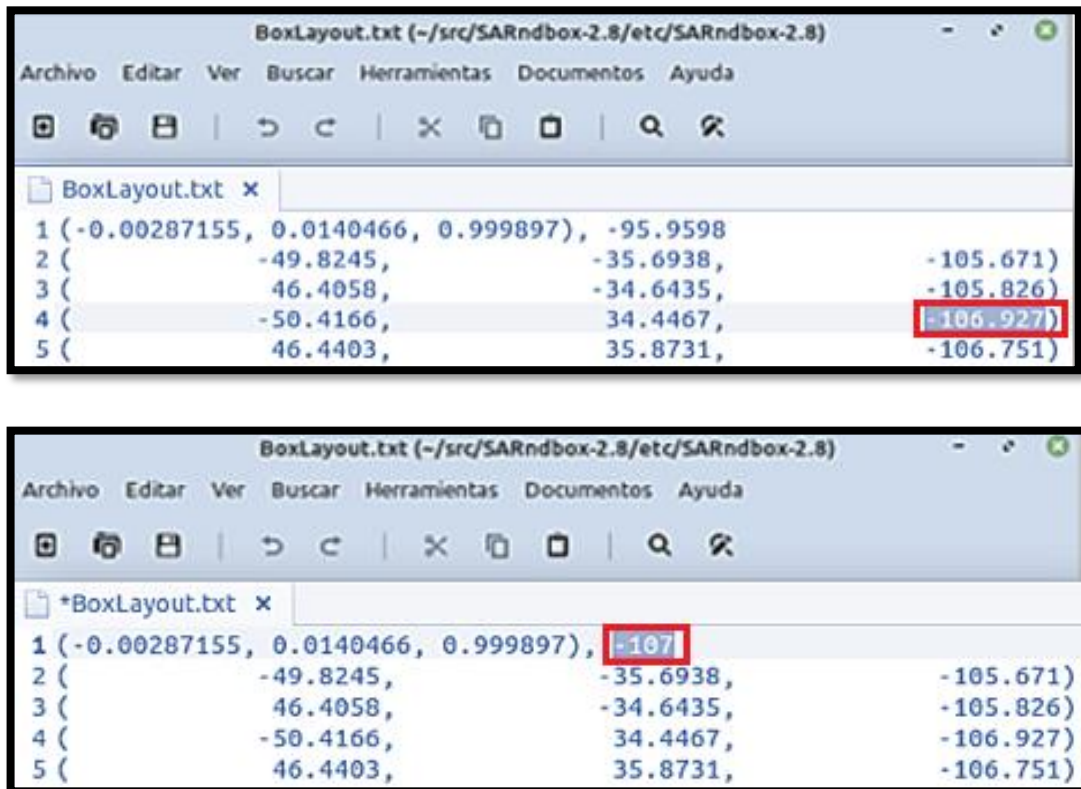 BoxLayout.txt (~/src/SARndbox-2.8/etc/SARndbox-2.8)
Archivo Editar Ver Buscar Herramientas Documentos Ayuda
BoxLayout.txt ×
1 (-0.00287155, 0.0140466, 0.999897), -95.9598
2 ( -49.8245, -35.6938, -105.671)
3 ( 46.4058, -34.6435, -105.826)
4 ( -50.4166, 34.4467, -106.927)
5 ( 46.4403, 35.8731, -106.751)
BoxLayout.txt (~/src/SARndbox-2.8/etc/SARndbox-2.8)
Archivo Editar Ver Buscar Herramientas Documentos Ayuda
*BoxLayout.txt ×
1 (-0.00287155, 0.0140466, 0.999897), -107
2 ( -49.8245, -35.6938, -105.671)
3 ( 46.4058, -34.6435, -105.826)
4 ( -50.4166, 34.4467, -106.927)
5 ( 46.4403, 35.8731, -106.751)